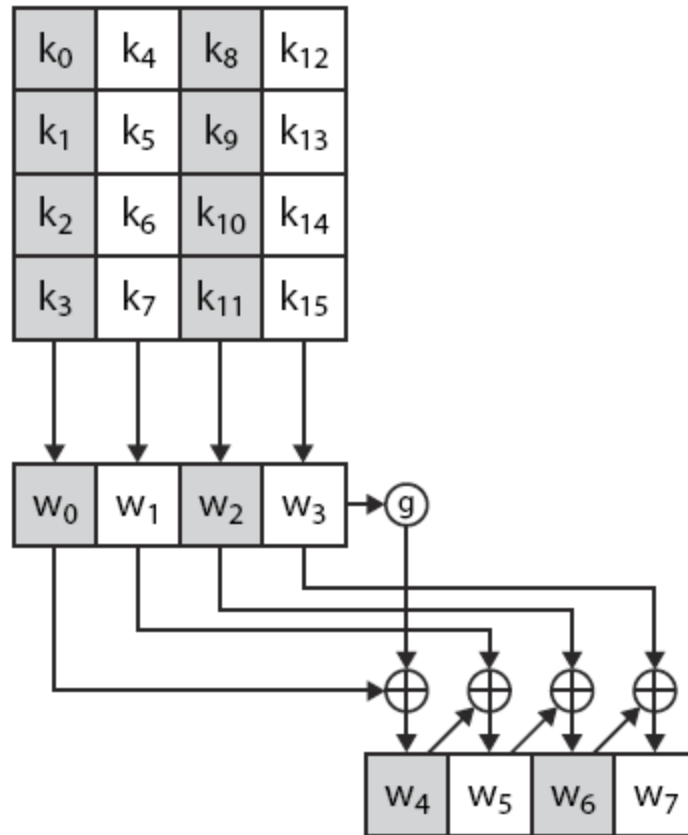 k₀ k₄ k₈ k₁₂
k₁ k₅ k₉ k₁₃
k₂ k₆ k₁₀ k₁₄
k₃ k₇ k₁₁ k₁₅
w₀ w₁ w₂ w₃ g
w₄ w₅ w₆ w₇